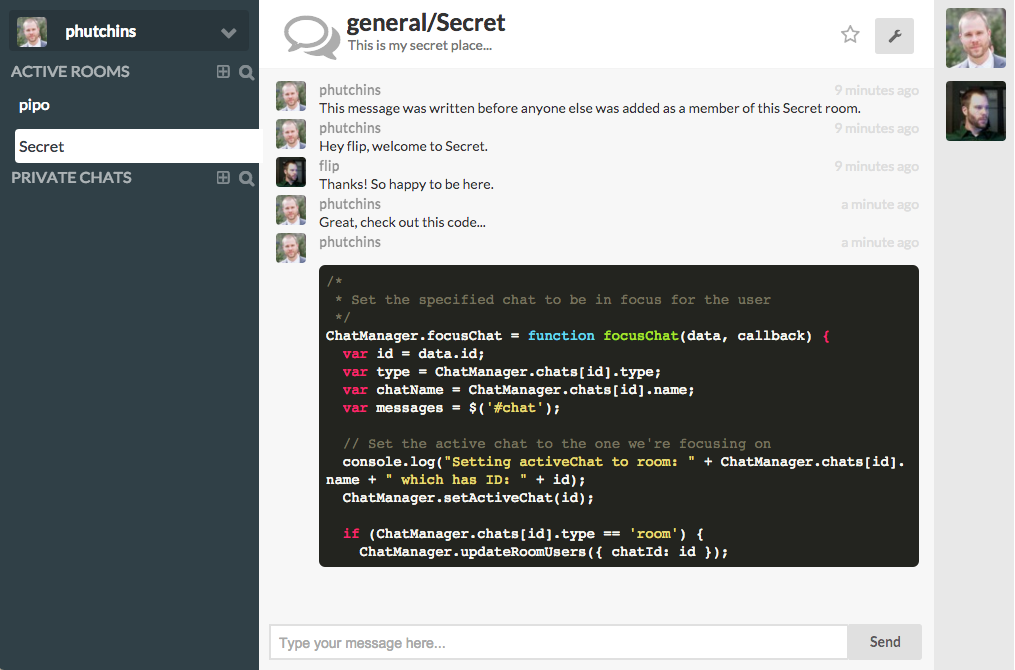 phutchins
ACTIVE ROOMS
pipo
Secret
PRIVATE CHATS
general/Secret
This is my secret place...
phutchins 9 minutes ago
This message was written before anyone else was added as a member of this Secret room.
phutchins 9 minutes ago
Hey flip, welcome to Secret.
flip 9 minutes ago
Thanks! So happy to be here.
phutchins a minute ago
Great, check out this code...
phutchins a minute ago
/*
 * Set the specified chat to be in focus for the user
 */
ChatManager.focusChat = function focusChat(data, callback) {
  var id = data.id;
  var type = ChatManager.chats[id].type;
  var chatName = ChatManager.chats[id].name;
  var messages = $('#chat');
  // Set the active chat to the one we're focusing on
  console.log("Setting activeChat to room: " + ChatManager.chats[id].
name + " which has ID: " + id);
  ChatManager.setActiveChat(id);
  if (ChatManager.chats[id].type == 'room') {
    ChatManager.updateRoomUsers({ chatId: id });
Type your message here...
Send